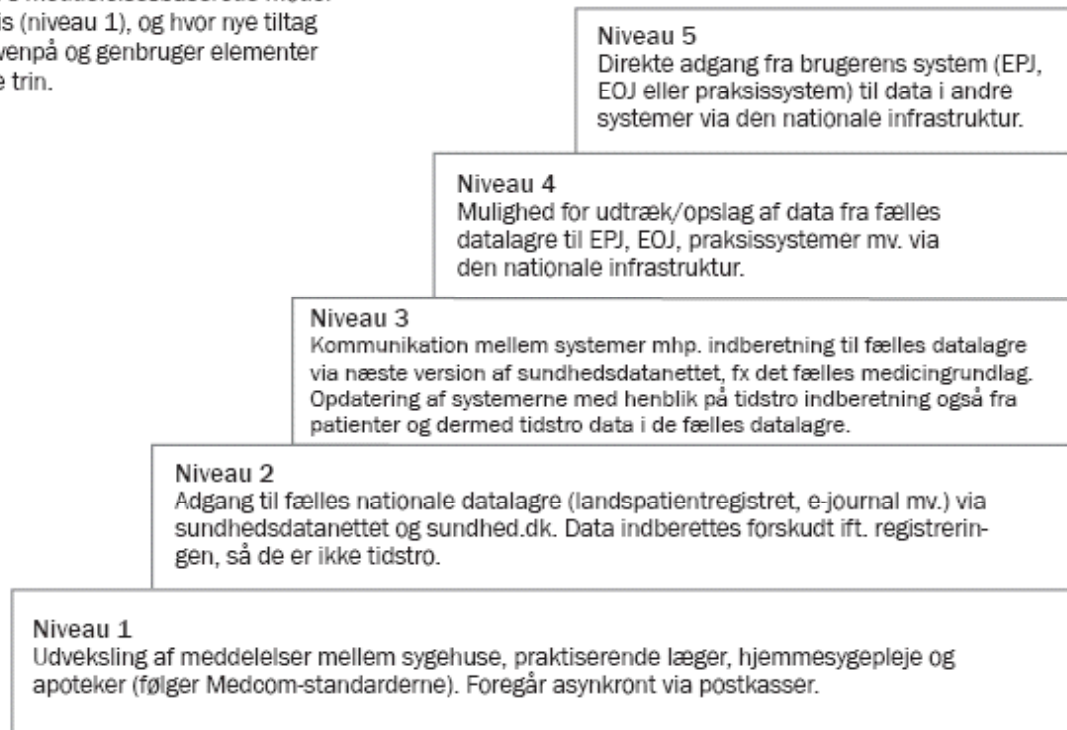 is (niveau 1), og hvor nye tiltag
venpå og genbruger elementer
e trin.
Niveau 5
Direkte adgang fra brugerens system (EPJ,
EOJ eller praksissystem) til data i andre
systemer via den nationale infrastruktur.
Niveau 4
Mulighed for udtræk/opslag af data fra fælles
datalagre til EPJ, EOJ, praksissystemer mv. via
den nationale infrastruktur.
Niveau 3
Kommunikation mellem systemer mhp. indberetning til fælles datalagre
via næste version af sundhedsdatanettet, fx det fælles medicingrundlag.
Opdatering af systemerne med henblik på tidstro indberetning også fra
patienter og dermed tidstro data i de fælles datalagre.
Niveau 2
Adgang til fælles nationale datalagre (landspatientregistret, e-journal mv.) via
sundhedsdatanettet og sundhed.dk. Data indberettes forskudt ift. registrerin-
gen, så de er ikke tidstro.
Niveau 1
Udveksling af meddelelser mellem sygehuse, praktiserende læger, hjemmesygepleje og
apoteker (følger Medcom-standarderne). Foregår asynkront via postkasser.